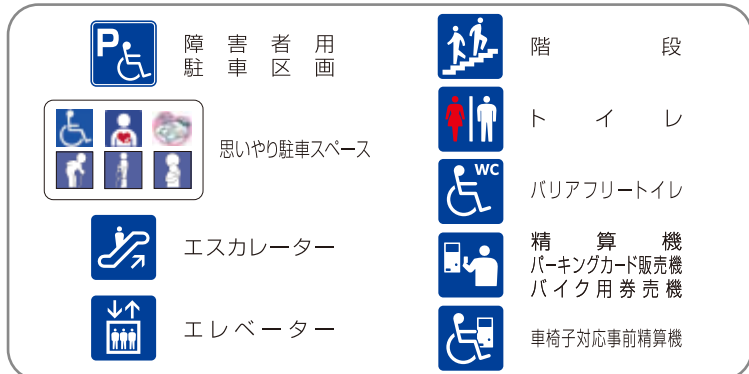 P
障害者用
駐車区画
思いやり駐車スペース
エスカレーター
エレベーター
階段
トイレ
WC
バリアフリートイレ
精算機
パーキングカード販売機
バイク用券売機
車椅子対応事前精算機